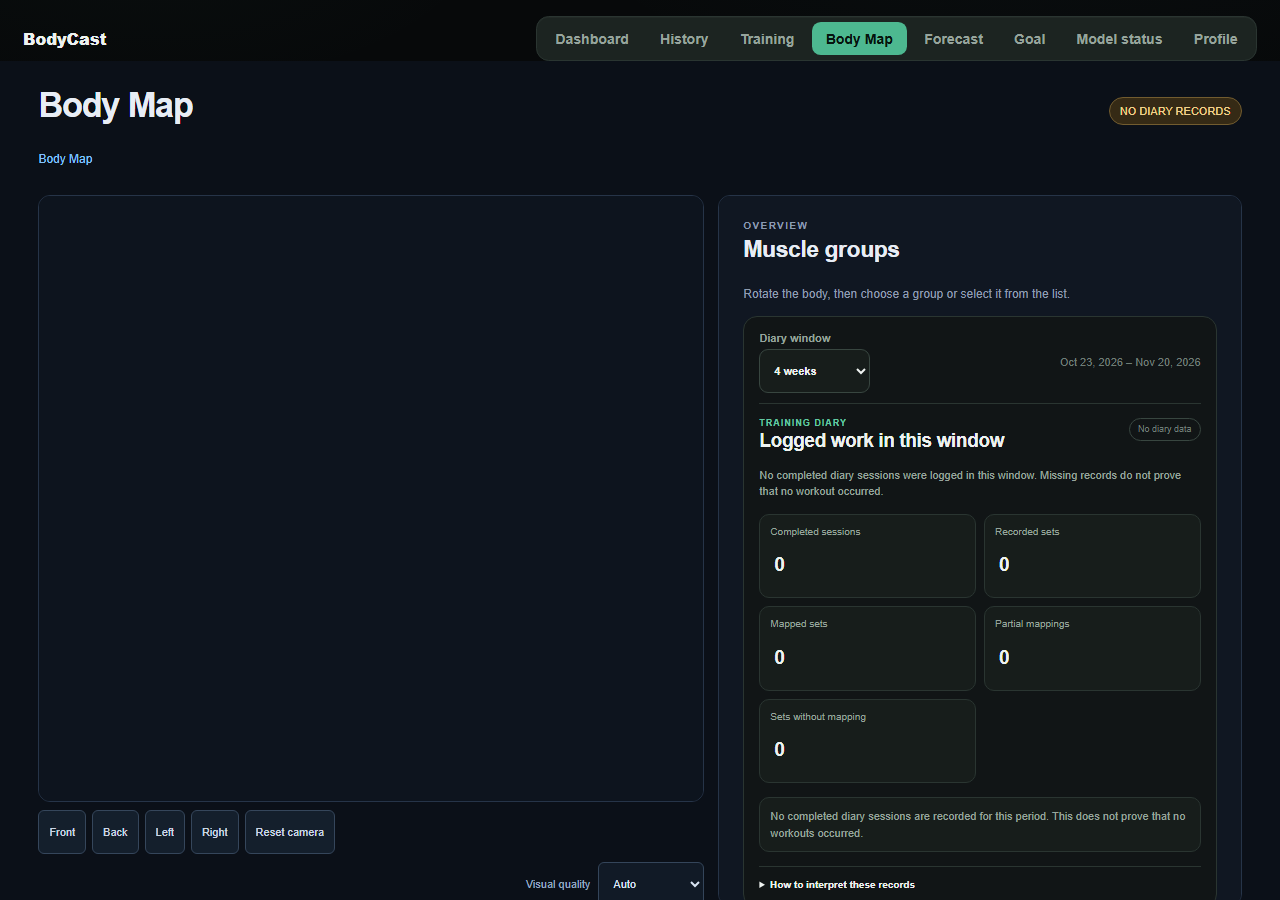 BodyCast
Dashboard
History
Training
Body Map
Forecast
Goal
Model status
Profile
Body Map
NO DIARY RECORDS
Body Map
OVERVIEW
Muscle groups
Rotate the body, then choose a group or select it from the list.
Diary window
4 weeks
Oct 23, 2026 – Nov 20, 2026
TRAINING DIARY
Logged work in this window
No diary data
No completed diary sessions were logged in this window. Missing records do not prove
that no workout occurred.
Completed sessions
0
Recorded sets
0
Mapped sets
0
Partial mappings
0
Sets without mapping
0
No completed diary sessions are recorded for this period. This does not prove that no
workouts occurred.
How to interpret these records
Front
Back
Left
Right
Reset camera
Visual quality
Auto